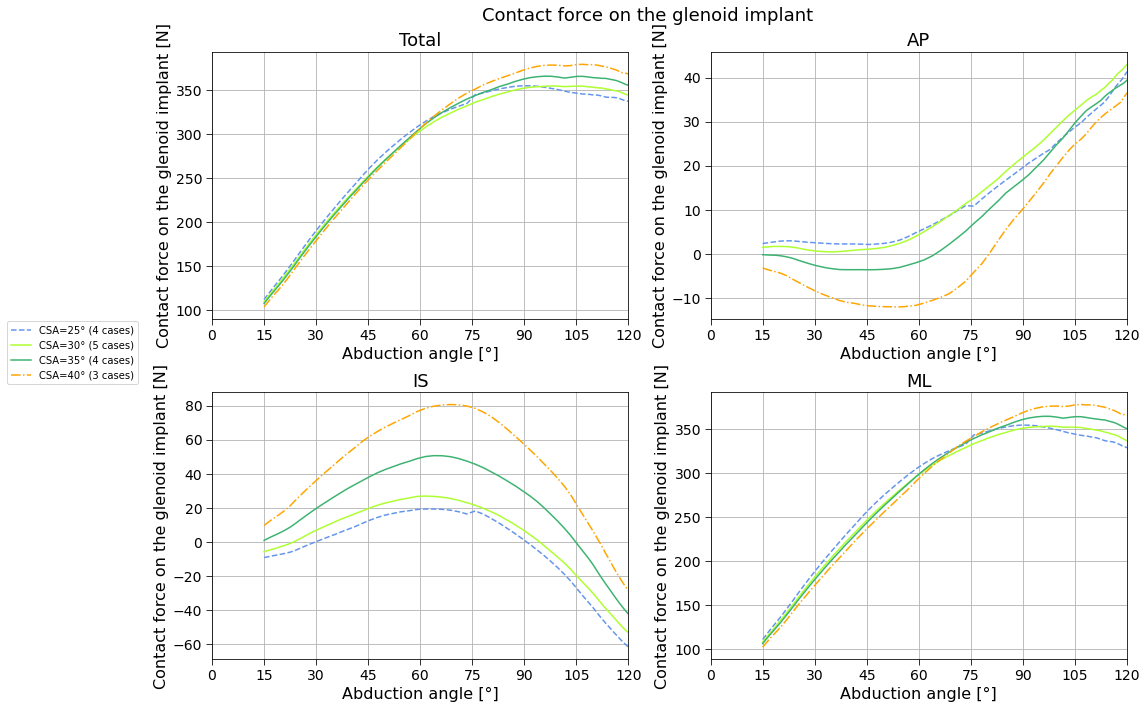 Contact force on the glenoid implant
Total
Contact force on the glenoid implant [N]
350
300
250
200
150
100
0 15 30 45 60 75 90 105 120
Abduction angle [°]
AP
Contact force on the glenoid implant [N]
40
30
20
10
0
−10
0 15 30 45 60 75 90 105 120
Abduction angle [°]
CSA=25° (4 cases)
CSA=30° (5 cases)
CSA=35° (4 cases)
CSA=40° (3 cases)
IS
Contact force on the glenoid implant [N]
80
60
40
20
0
−20
−40
−60
0 15 30 45 60 75 90 105 120
Abduction angle [°]
ML
Contact force on the glenoid implant [N]
350
300
250
200
150
100
0 15 30 45 60 75 90 105 120
Abduction angle [°]